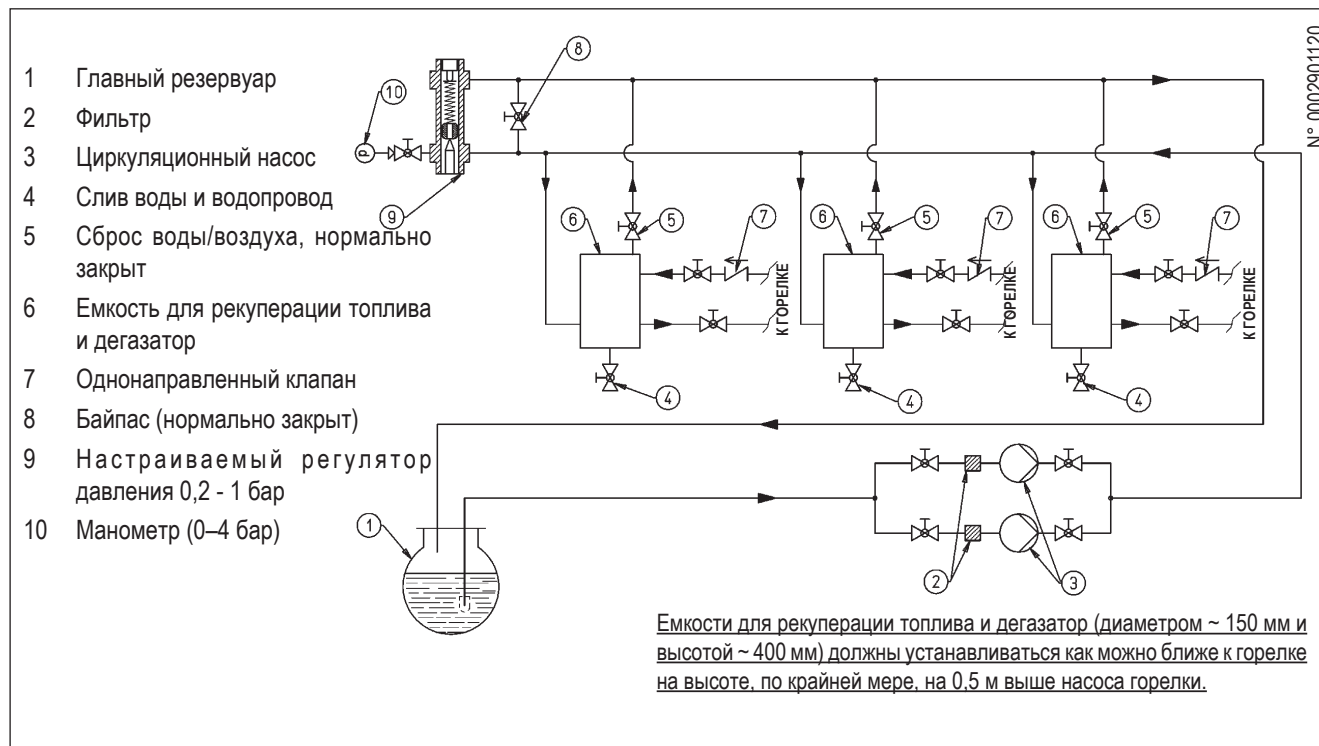 1 Главный резервуар
2 Фильтр
3 Циркуляционный насос
4 Слив воды и водопровод
5 Сброс воды/воздуха, нормально
закрыт
6 Емкость для рекуперации топлива
и дегазатор
7 Однонаправленный клапан
8 Байпас (нормально закрыт)
9 Настраиваемый регулятор
давления 0,2 - 1 бар
10 Манометр (0–4 бар)
8
10
P
9
N° 0002901120
6
5
7
К ГОРЕЛКЕ
4
6
5
7
К ГОРЕЛКЕ
4
6
5
7
К ГОРЕЛКЕ
4
1
2
3
Емкости для рекуперации топлива и дегазатор (диаметром ~ 150 мм и
высотой ~ 400 мм) должны устанавливаться как можно ближе к горелке
на высоте, по крайней мере, на 0,5 м выше насоса горелки.